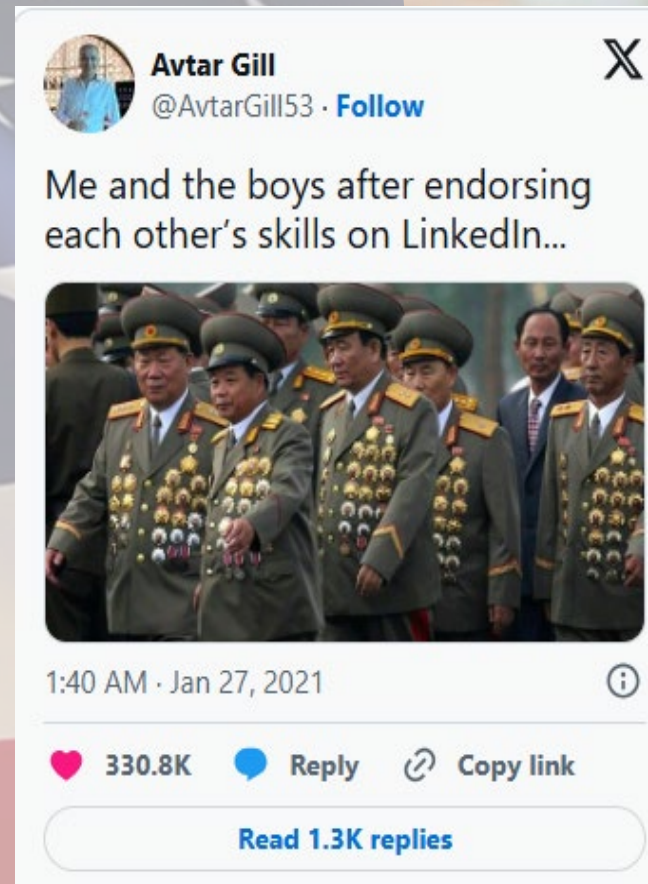 Avtar Gill
@AvtarGill53 · Follow
Me and the boys after endorsing
each other's skills on LinkedIn...
1:40 AM · Jan 27, 2021
330.8K Reply Copy link
Read 1.3K replies